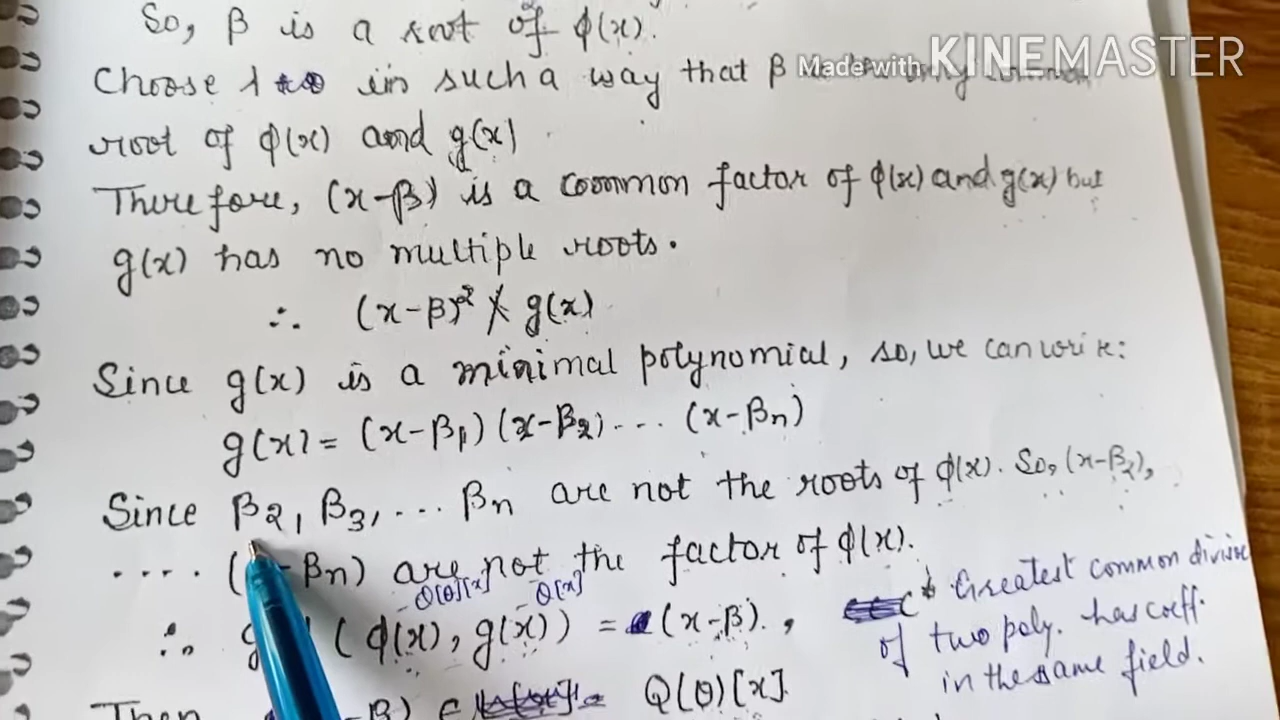 So, β is a root of φ(x).
Made with KINEMASTER
Choose λ in such a way that β
root of φ(x) and g(x)
Therefore, (x-β) is a common factor of φ(x) and g(x) but
g(x) has no multiple roots.
∴ (x-β)² ∤ g(x)
Since g(x) is a minimal polynomial, so, we can write:
g(x) = (x-β₁)(x-β₂)... (x-βn)
Since β₂, β₃, ... βn are not the roots of φ(x). So, (x-β₂),
.... ( -βn) are not the factor of φ(x).
Q(θ)[x] Q[x]
∴ g (φ(x), g(x)) = (x-β).,
* Greatest common divisor
of two poly. has coeff.
in the same field.
Then -β) ∈ Q(θ)[x].